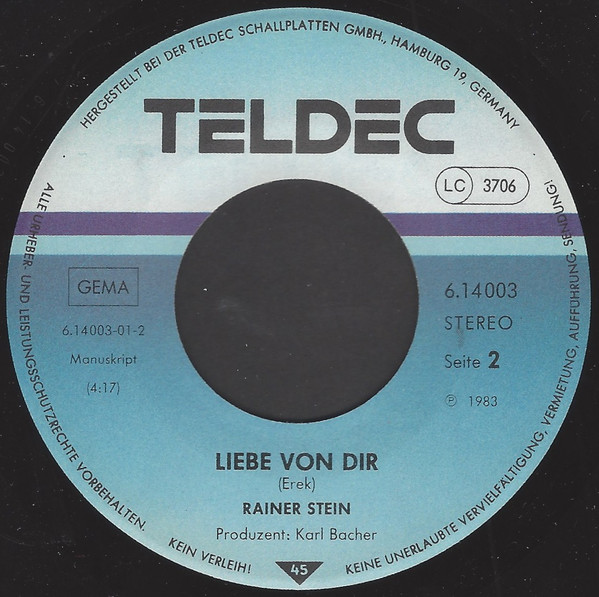 HERGESTELLT BEI DER TELDEC SCHALLPLATTEN GMBH., HAMBURG 19, GERMANY
TELDEC
LC 3706
GEMA
6.14003-01-2
Manuskript
(4:17)
6.14003
STEREO
Seite 2
℗ 1983
LIEBE VON DIR
(Erek)
RAINER STEIN
Produzent: Karl Bacher
45
ALLE URHEBER- UND LEISTUNGSSCHUTZRECHTE VORBEHALTEN.
KEIN VERLEIH!
KEINE UNERLAUBTE VERVIELFÄLTIGUNG, VERMIETUNG, AUFFÜHRUNG, SENDUNG!